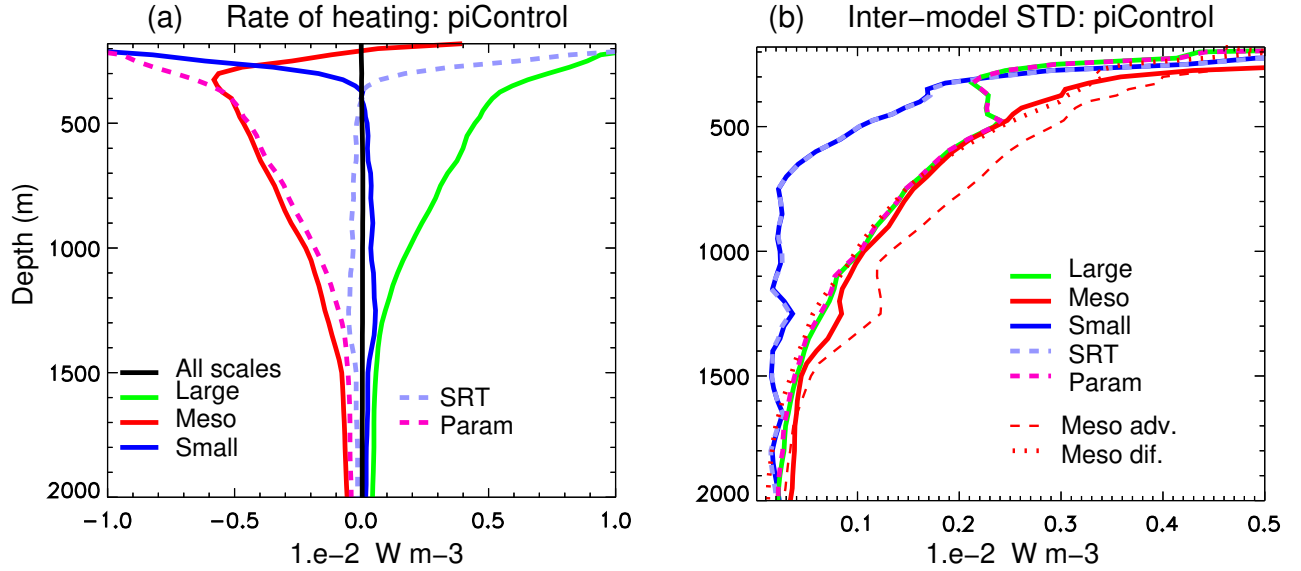 (a) Rate of heating: piControl
Depth (m)
500
1000
1500
2000
All scales
Large
Meso
Small
SRT
Param
−1.0 −0.5 0.0 0.5 1.0
1.e−2 W m−3
(b) Inter−model STD: piControl
500
1000
1500
2000
Large
Meso
Small
SRT
Param
Meso adv.
Meso dif.
0.1 0.2 0.3 0.4 0.5
1.e−2 W m−3